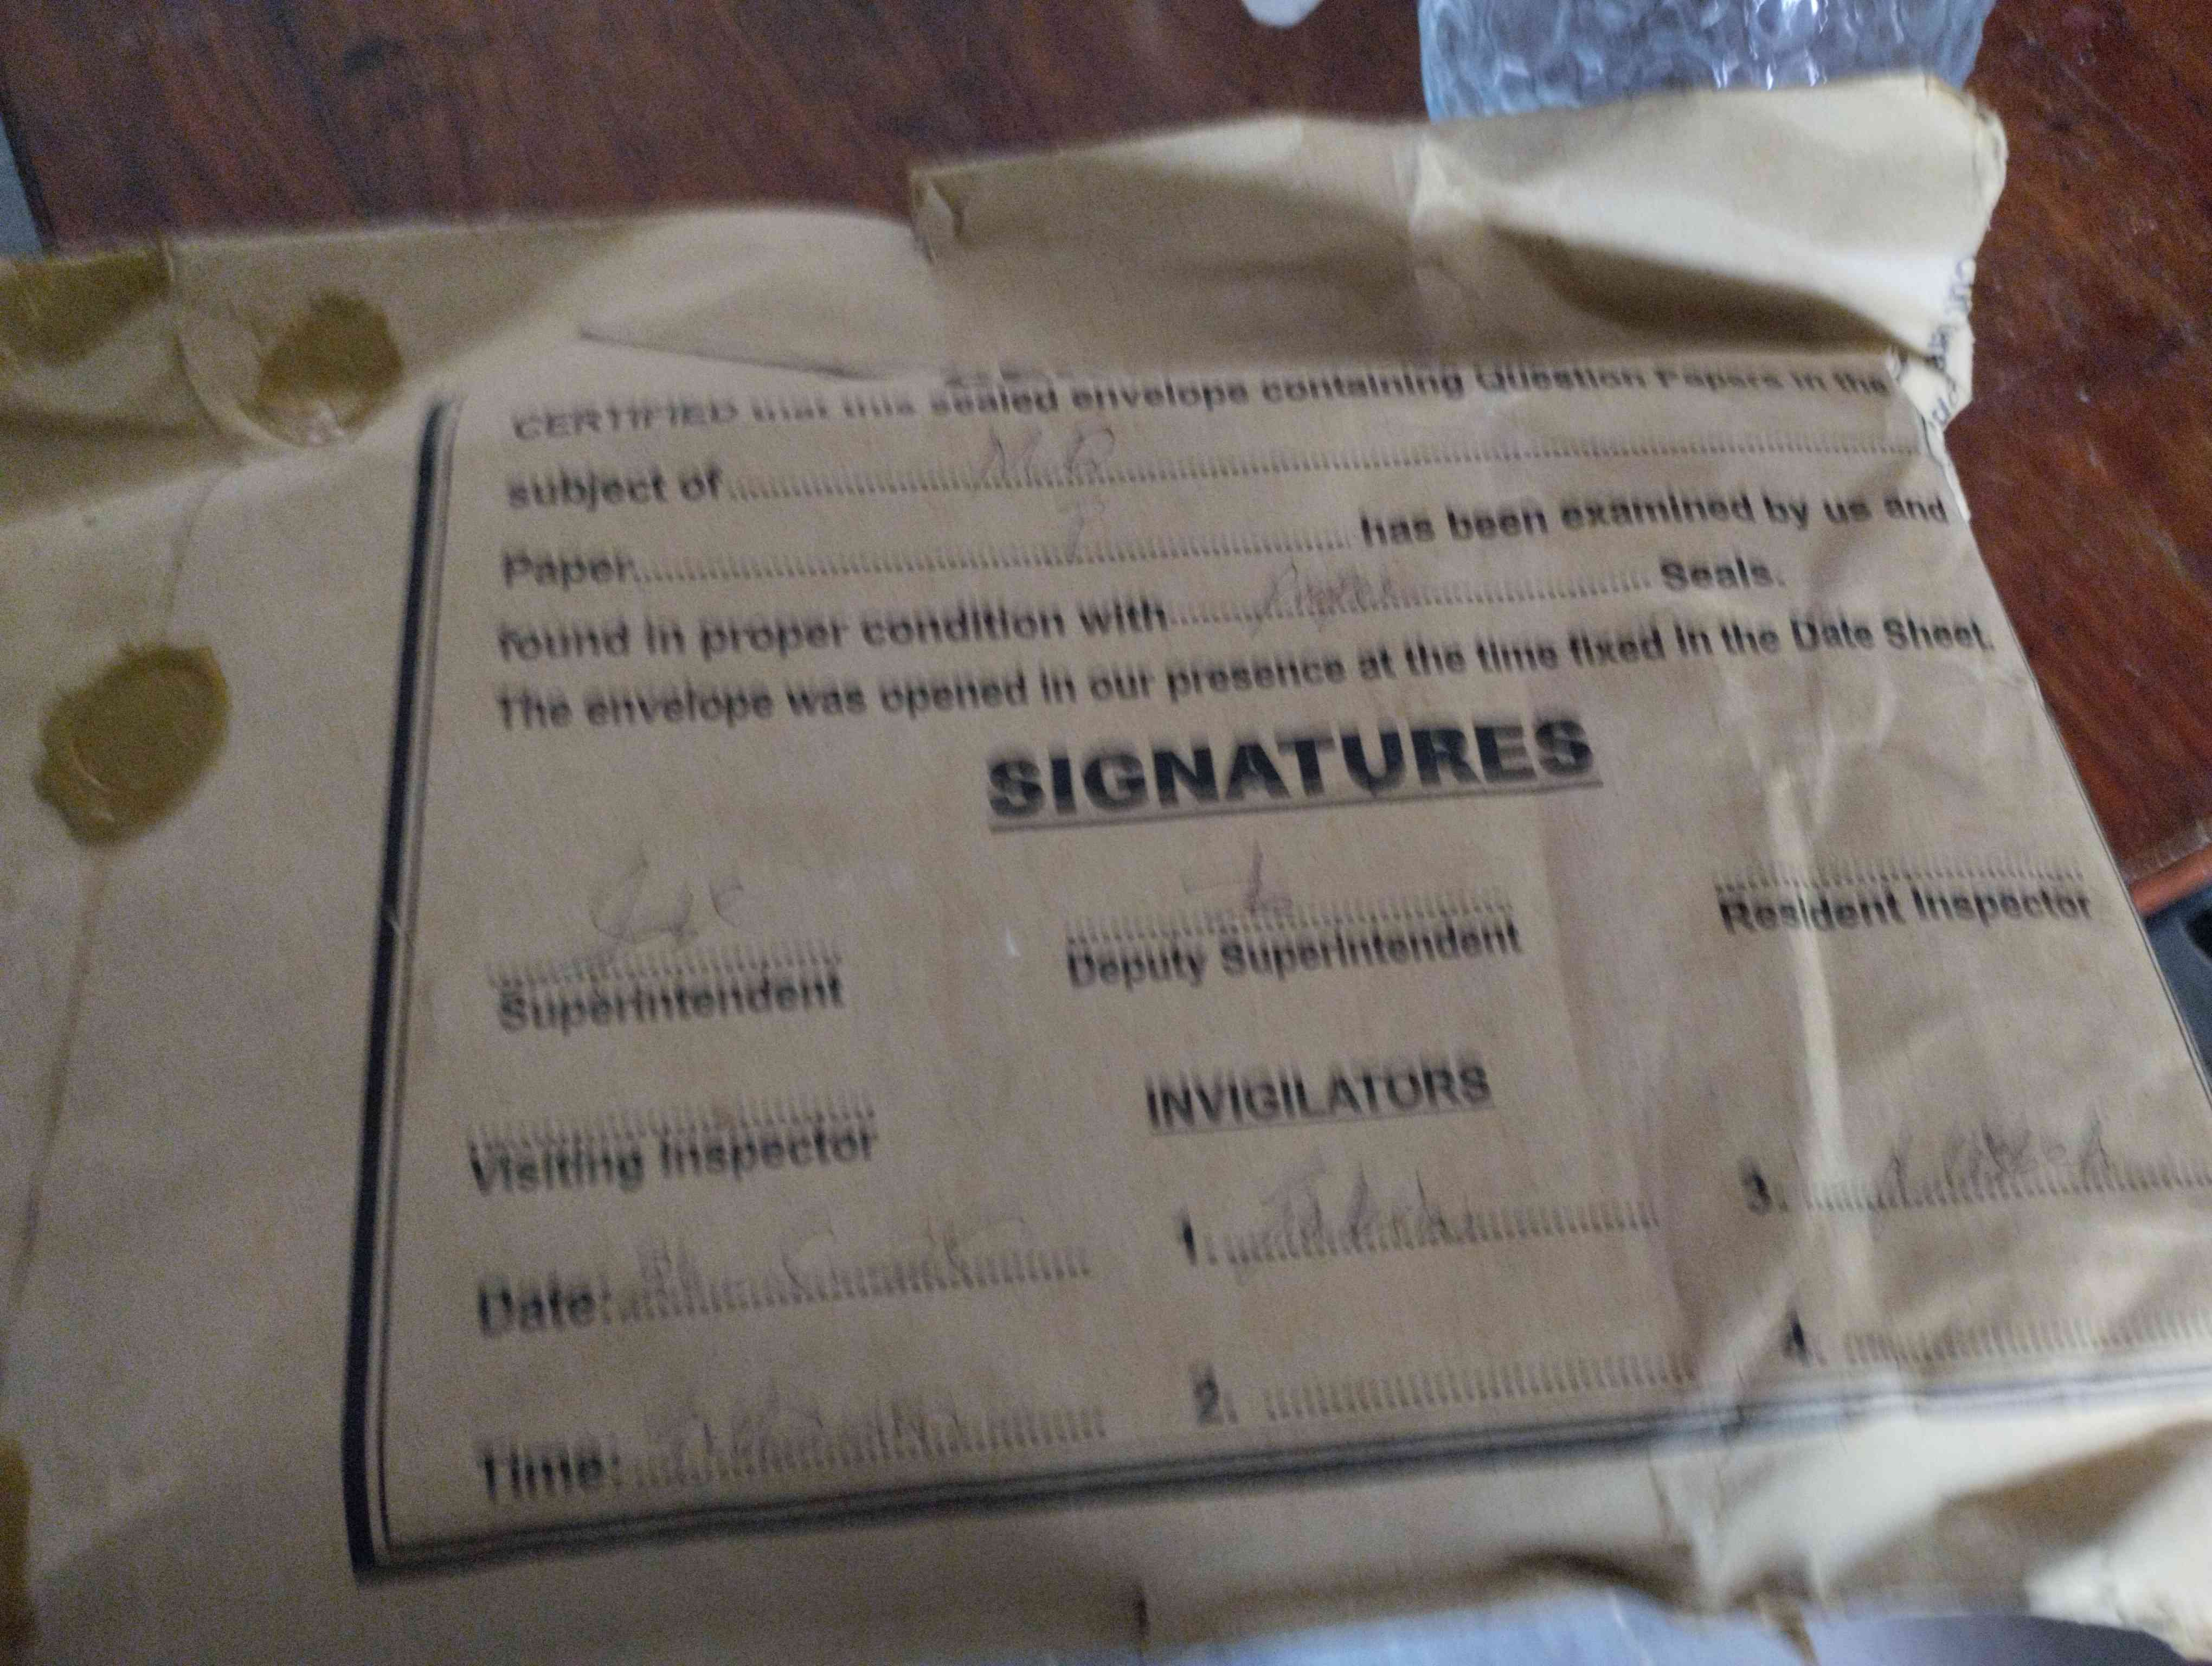 CERTIFIED that this sealed envelope containing Question Papers in the
subject of
Paper has been examined by us and
found in proper condition with Seals.
The envelope was opened in our presence at the time fixed in the Date Sheet.
SIGNATURES
Superintendent
Deputy Superintendent
Resident Inspector
Visiting Inspector
INVIGILATORS
Date:
1.
3.
Time:
2.
4.